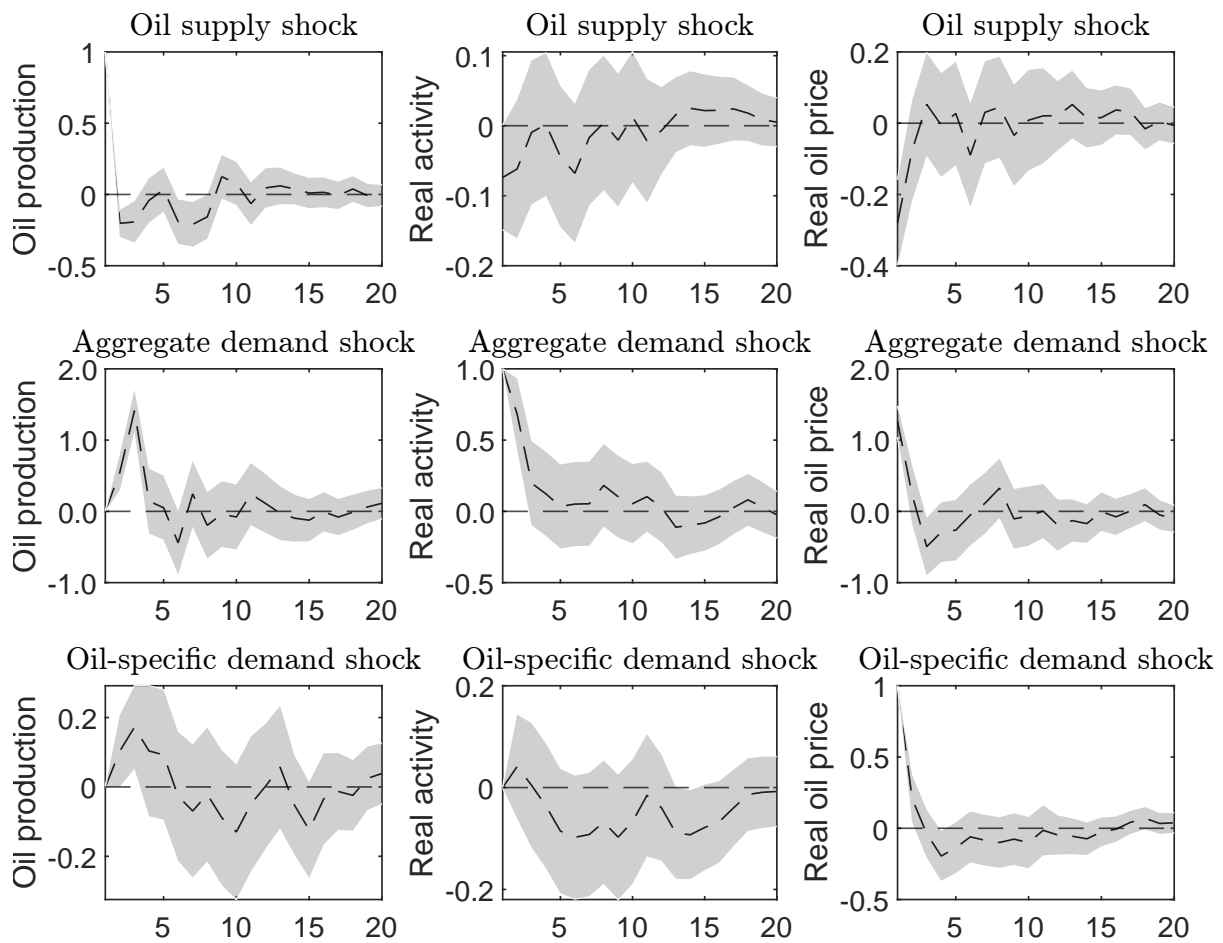 Oil supply shock
Oil production
1
0.5
0
-0.5
5 10 15 20
Oil supply shock
Real activity
0.1
0
-0.1
-0.2
5 10 15 20
Oil supply shock
Real oil price
0.2
0
-0.2
-0.4
5 10 15 20
Aggregate demand shock
Oil production
2.0
1.0
0.0
-1.0
5 10 15 20
Aggregate demand shock
Real activity
1.0
0.5
0.0
-0.5
5 10 15 20
Aggregate demand shock
Real oil price
2.0
1.0
0.0
-1.0
5 10 15 20
Oil-specific demand shock
Oil production
0.2
0
-0.2
5 10 15 20
Oil-specific demand shock
Real activity
0.2
0
-0.2
5 10 15 20
Oil-specific demand shock
Real oil price
1
0.5
0
-0.5
5 10 15 20